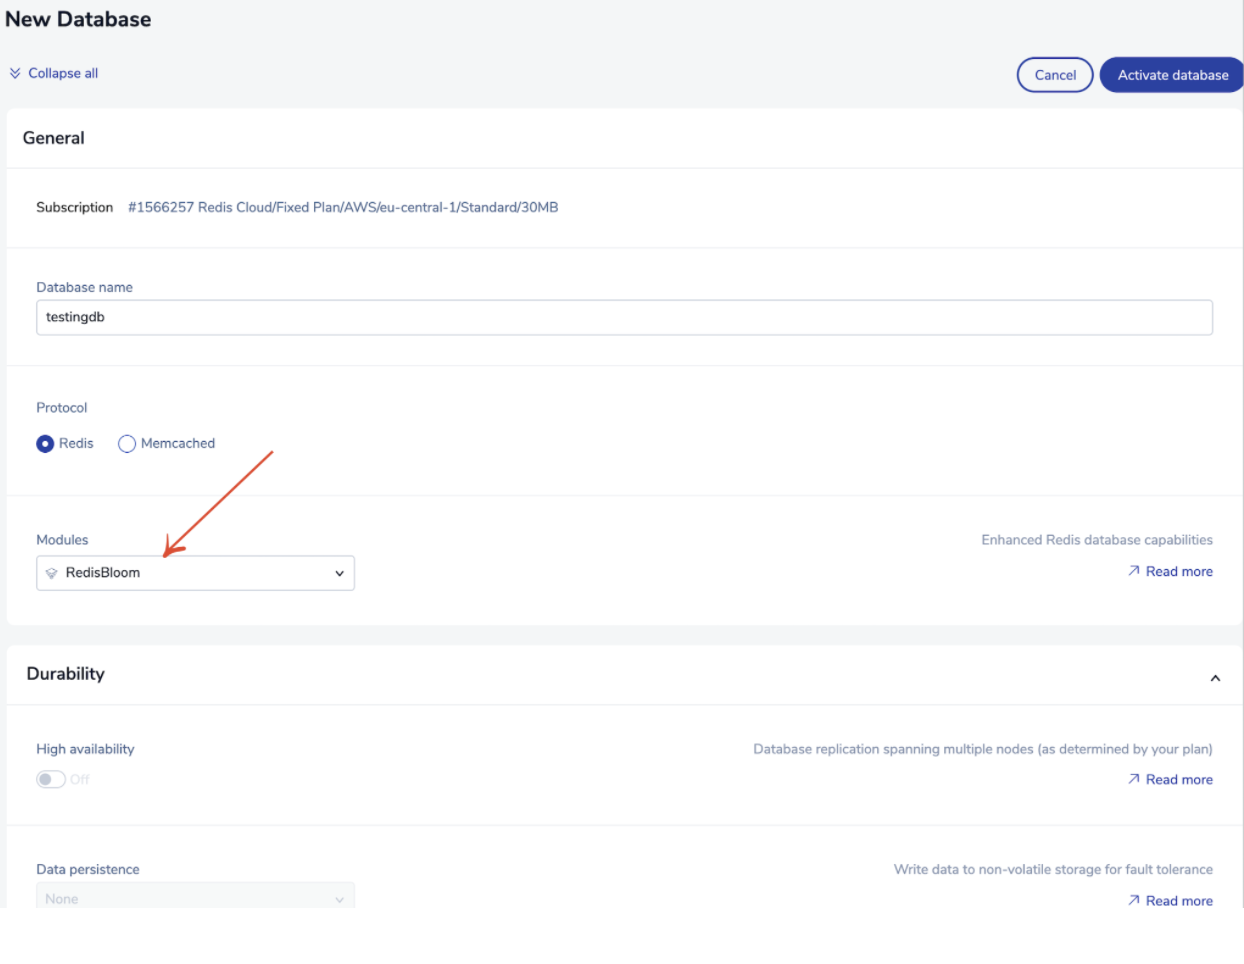 New Database
Collapse all
Cancel
Activate database
General
Subscription #1566257 Redis Cloud/Fixed Plan/AWS/eu-central-1/Standard/30MB
Database name
testingdb
Protocol
Redis
Memcached
Modules
Enhanced Redis database capabilities
RedisBloom
Read more
Durability
High availability
Database replication spanning multiple nodes (as determined by your plan)
Off
Read more
Data persistence
Write data to non-volatile storage for fault tolerance
None
Read more